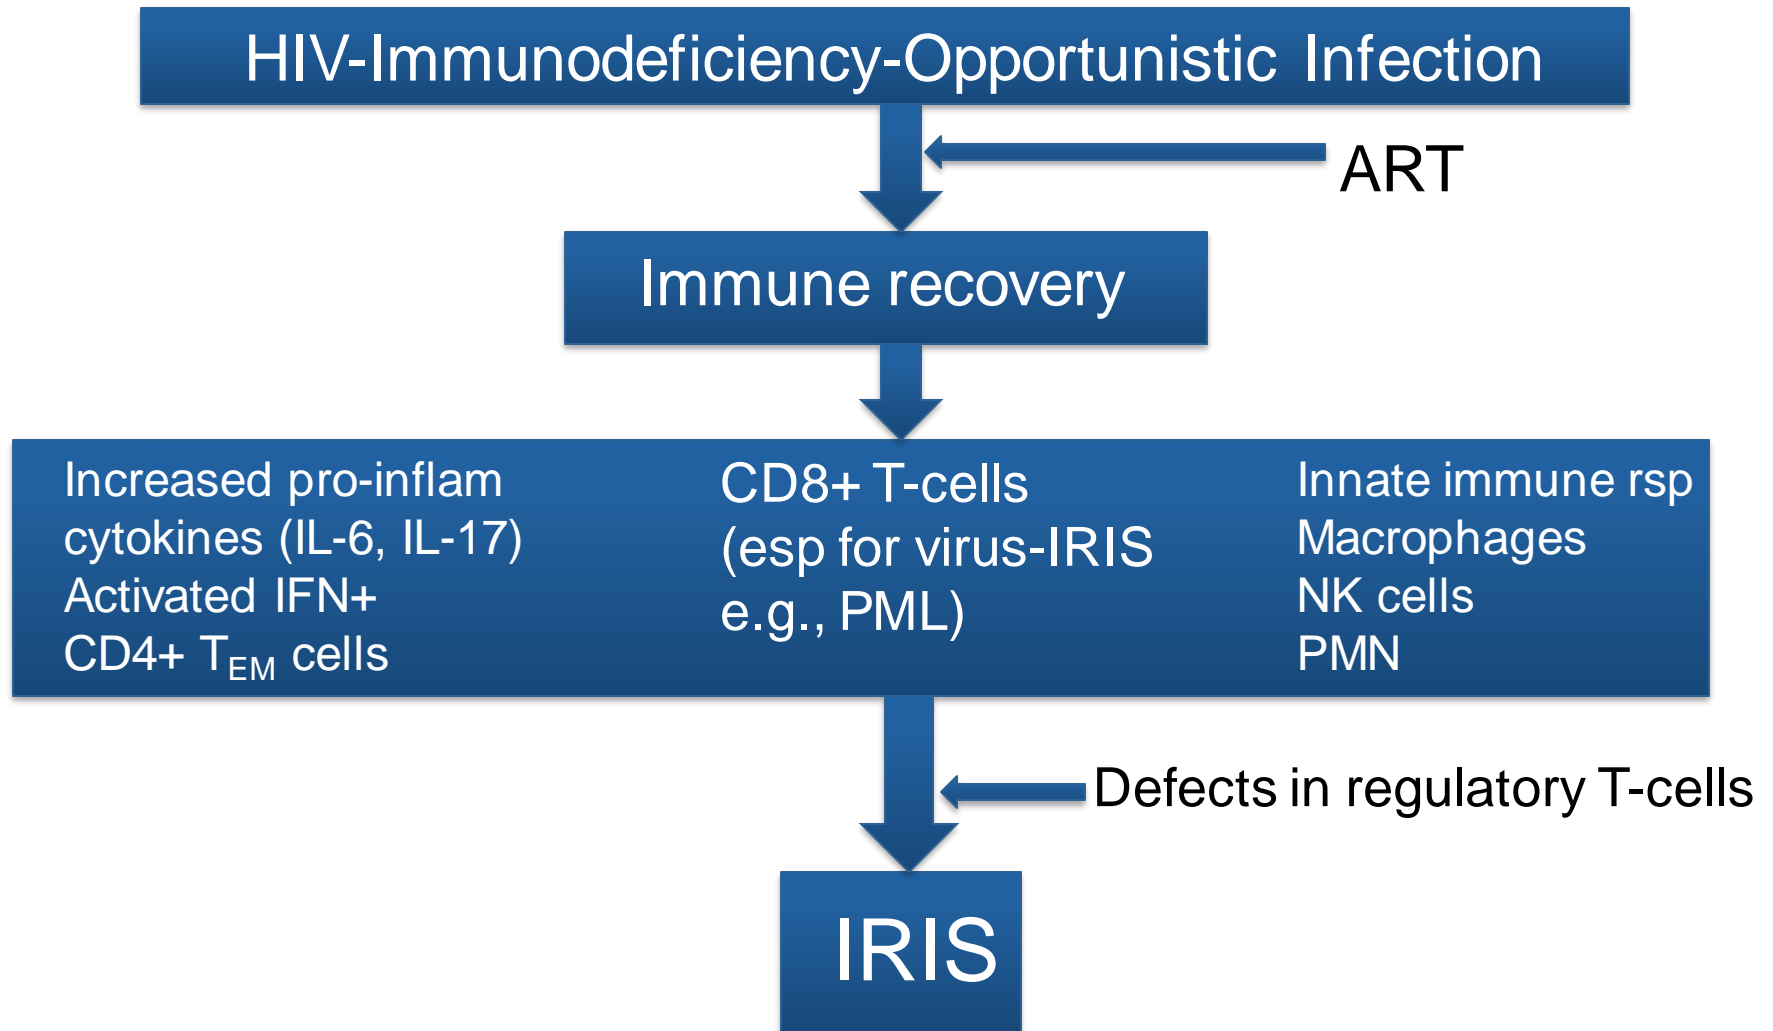 HIV-Immunodeficiency-Opportunistic Infection
ART
Immune recovery
Increased pro-inflam
cytokines (IL-6, IL-17)
Activated IFN+
CD4+ T_EM cells
CD8+ T-cells
(esp for virus-IRIS
e.g., PML)
Innate immune rsp
Macrophages
NK cells
PMN
Defects in regulatory T-cells
IRIS